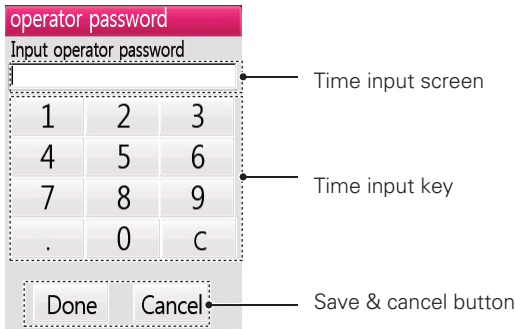 operator password
Input operator password
Time input screen
1 2 3
4 5 6
Time input key
7 8 9
. 0 C
Done Cancel
Save & cancel button